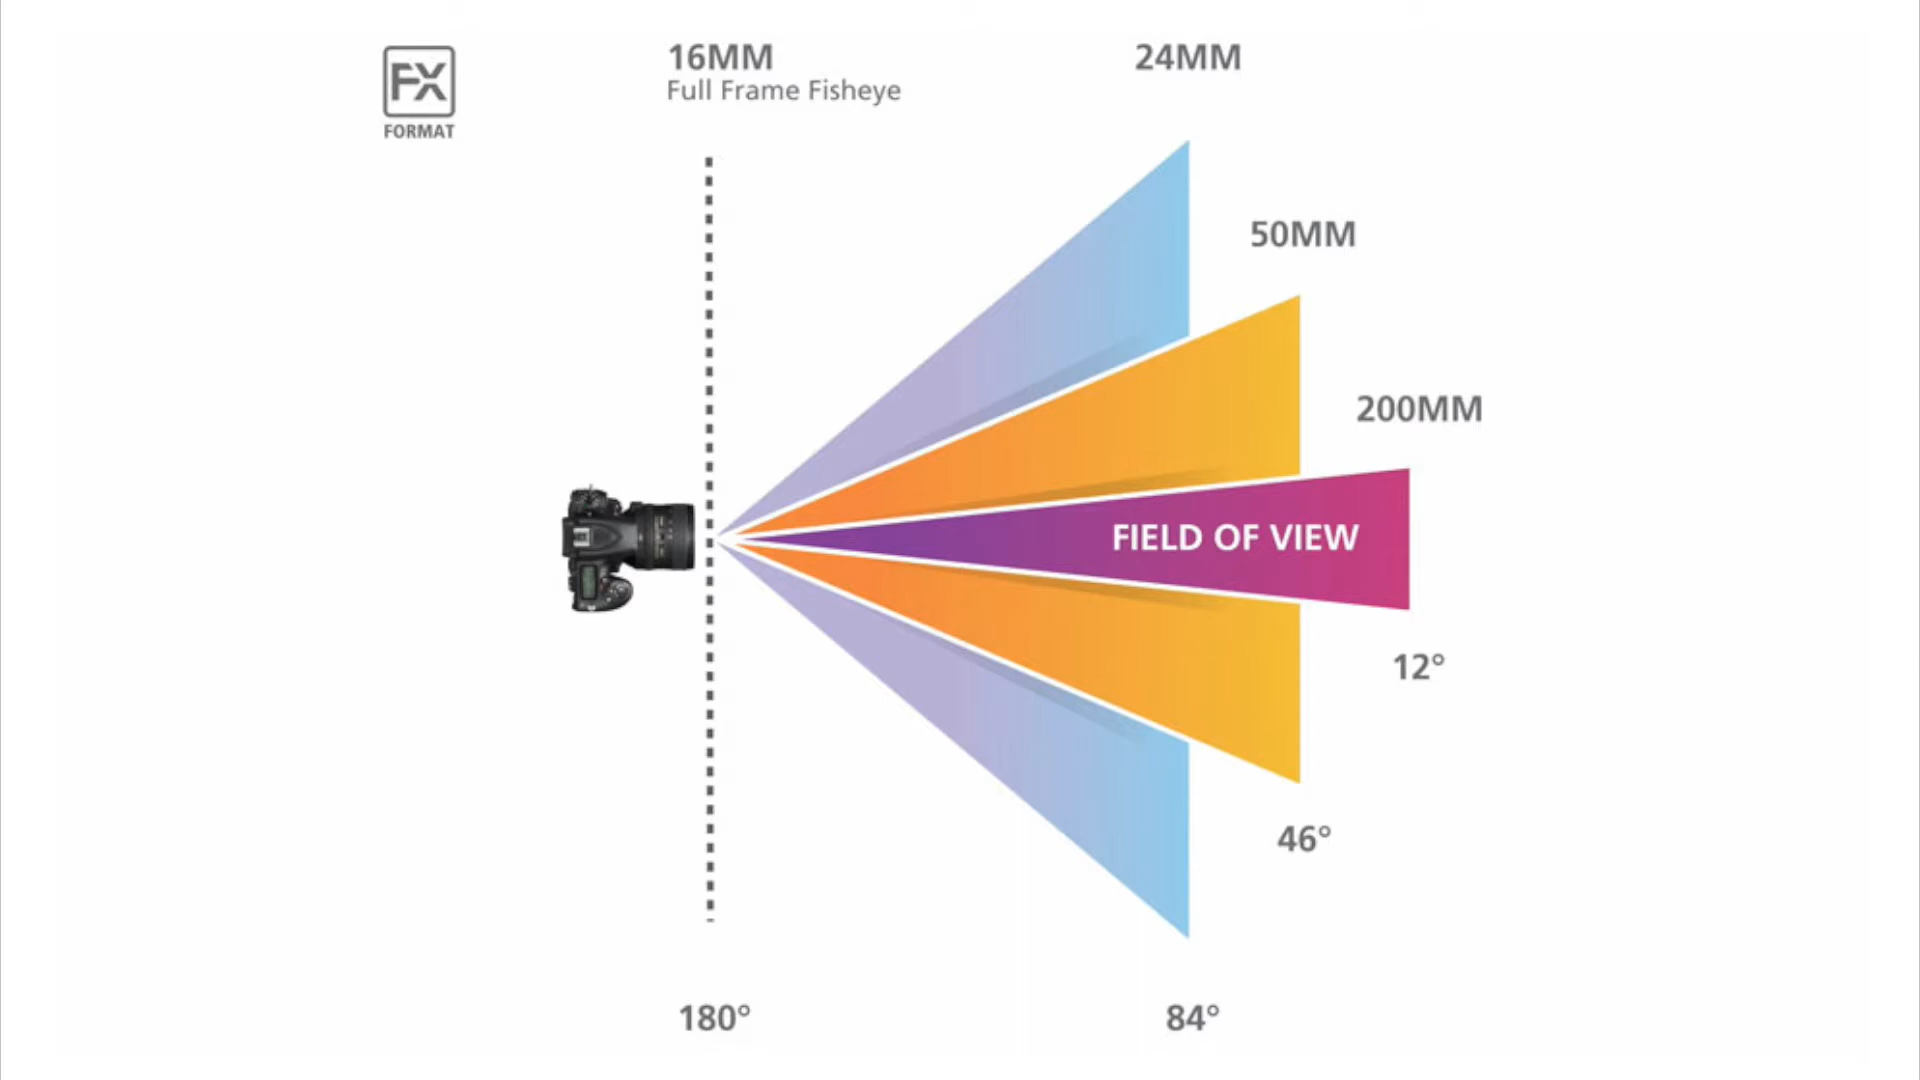 FX
FORMAT
16MM
Full Frame Fisheye
24MM
50MM
200MM
FIELD OF VIEW
12°
46°
180°
84°